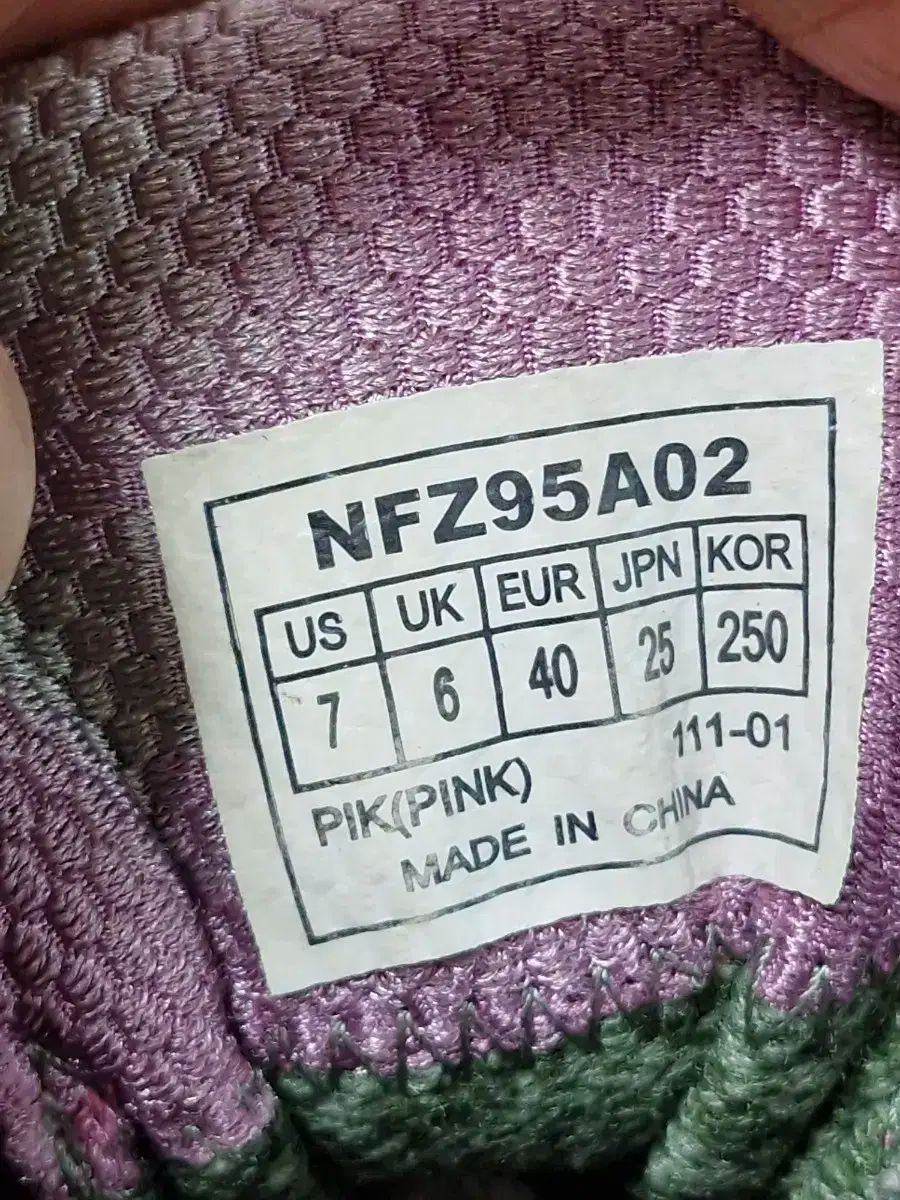 NFZ95A02
US UK EUR JPN KOR
7 6 40 25 250
111-01
PIK(PINK)
MADE IN CHINA